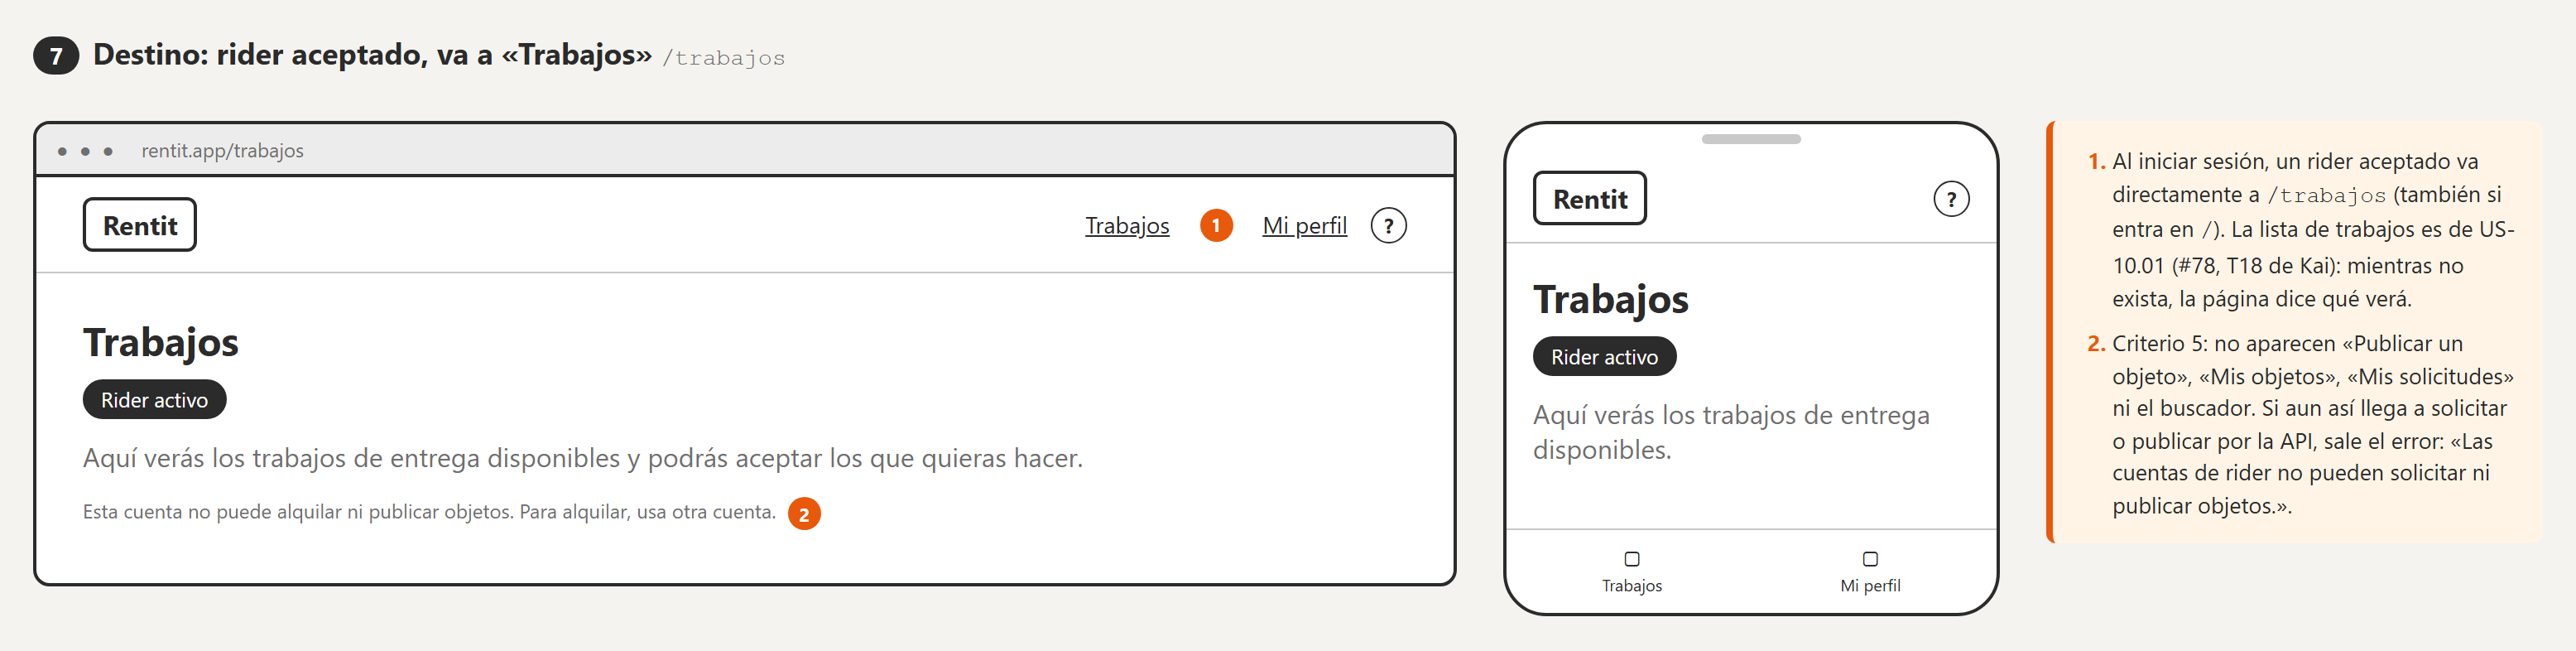 7 Destino: rider aceptado, va a «Trabajos» /trabajos
rentit.app/trabajos
Rentit
Trabajos 1 Mi perfil ?
Trabajos
Rider activo
Aquí verás los trabajos de entrega disponibles y podrás aceptar los que quieras hacer.
Esta cuenta no puede alquilar ni publicar objetos. Para alquilar, usa otra cuenta. 2
Rentit ?
Trabajos
Rider activo
Aquí verás los trabajos de entrega
disponibles.
Trabajos Mi perfil
1. Al iniciar sesión, un rider aceptado va
directamente a /trabajos (también si
entra en /). La lista de trabajos es de US-
10.01 (#78, T18 de Kai): mientras no
exista, la página dice qué verá.
2. Criterio 5: no aparecen «Publicar un
objeto», «Mis objetos», «Mis solicitudes»
ni el buscador. Si aun así llega a solicitar
o publicar por la API, sale el error: «Las
cuentas de rider no pueden solicitar ni
publicar objetos.».